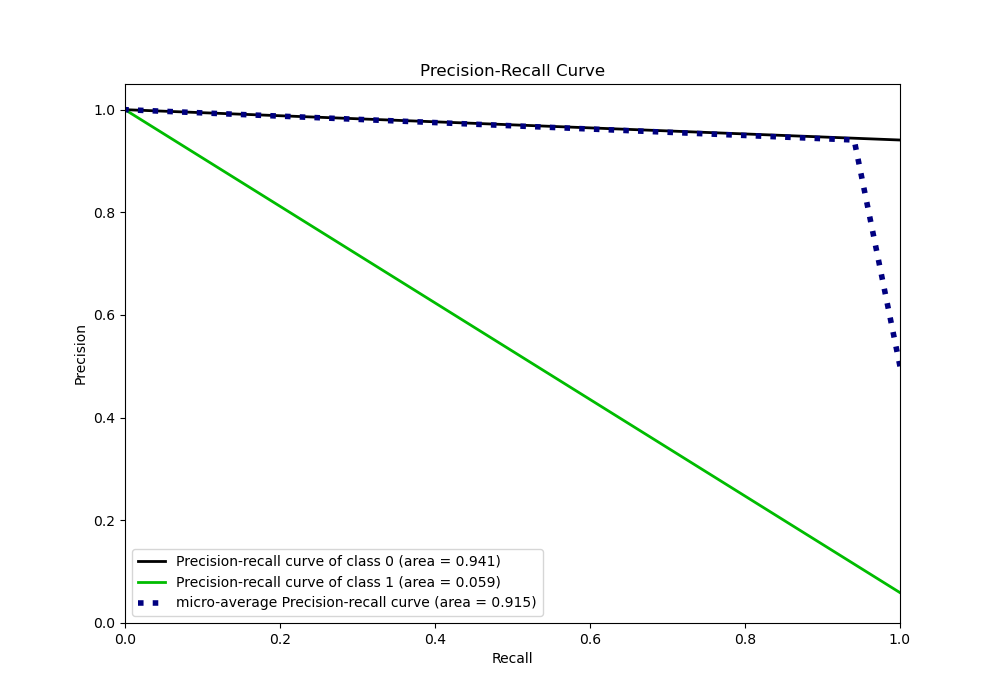 Precision-Recall Curve
1.0
0.8
0.6
0.4
0.2
0.0
Precision
Precision-recall curve of class 0 (area = 0.941)
Precision-recall curve of class 1 (area = 0.059)
micro-average Precision-recall curve (area = 0.915)
0.0 0.2 0.4 0.6 0.8 1.0
Recall